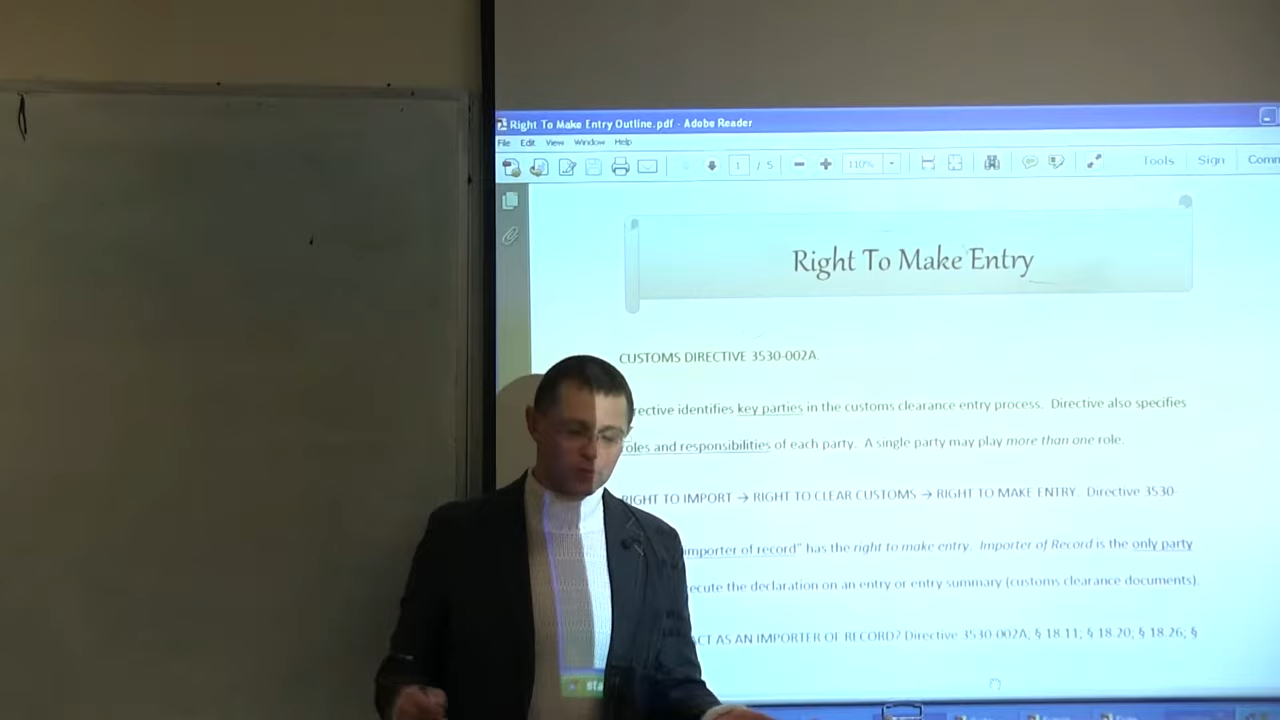 Right To Make Entry Outline.pdf - Adobe Reader
File Edit View Window Help
1 / 5 110% Tools Sign
Right To Make Entry
CUSTOMS DIRECTIVE 3530-002A.
identifies key parties in the customs clearance entry process. Directive also specifies
roles and responsibilities of each party. A single party may play more than one role.
RIGHT TO IMPORT → RIGHT TO CLEAR CUSTOMS → RIGHT TO MAKE ENTRY. Directive 3530-
importer of record" has the right to make entry. Importer of Record is the only party
the declaration on an entry or entry summary (customs clearance documents).
AS AN IMPORTER OF RECORD? Directive 3530-002A; § 18.11; § 18.20; § 18.26; §